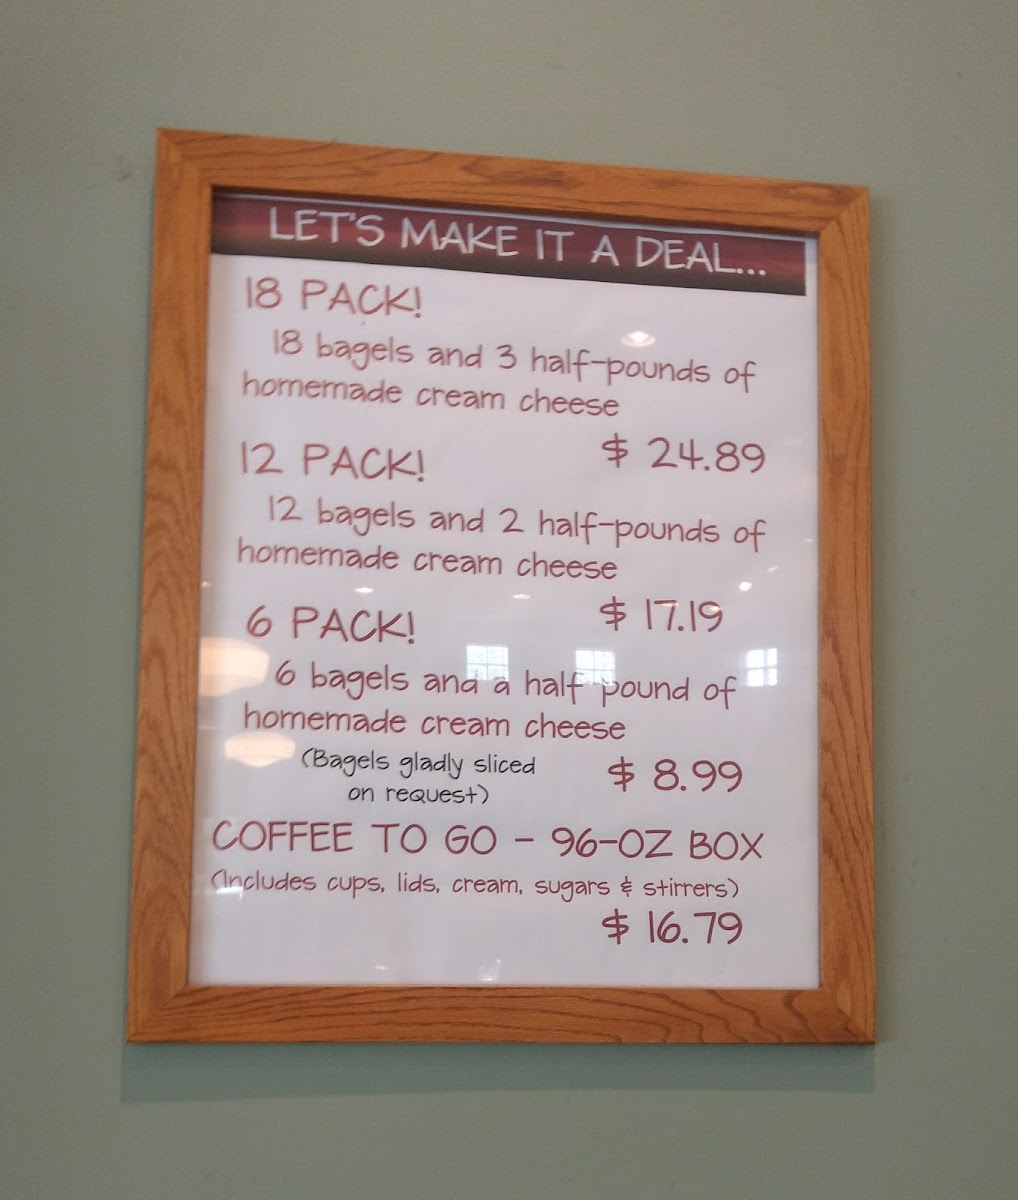 LET'S MAKE IT A DEAL...
18 PACK!
18 bagels and 3 half-pounds of
homemade cream cheese
$ 24.89
12 PACK!
12 bagels and 2 half-pounds of
homemade cream cheese
$ 17.19
6 PACK!
6 bagels and a half pound of
homemade cream cheese
(Bagels gladly sliced
on request)
$ 8.99
COFFEE TO GO - 96-OZ BOX
(Includes cups, lids, cream, sugars & stirrers)
$ 16.79